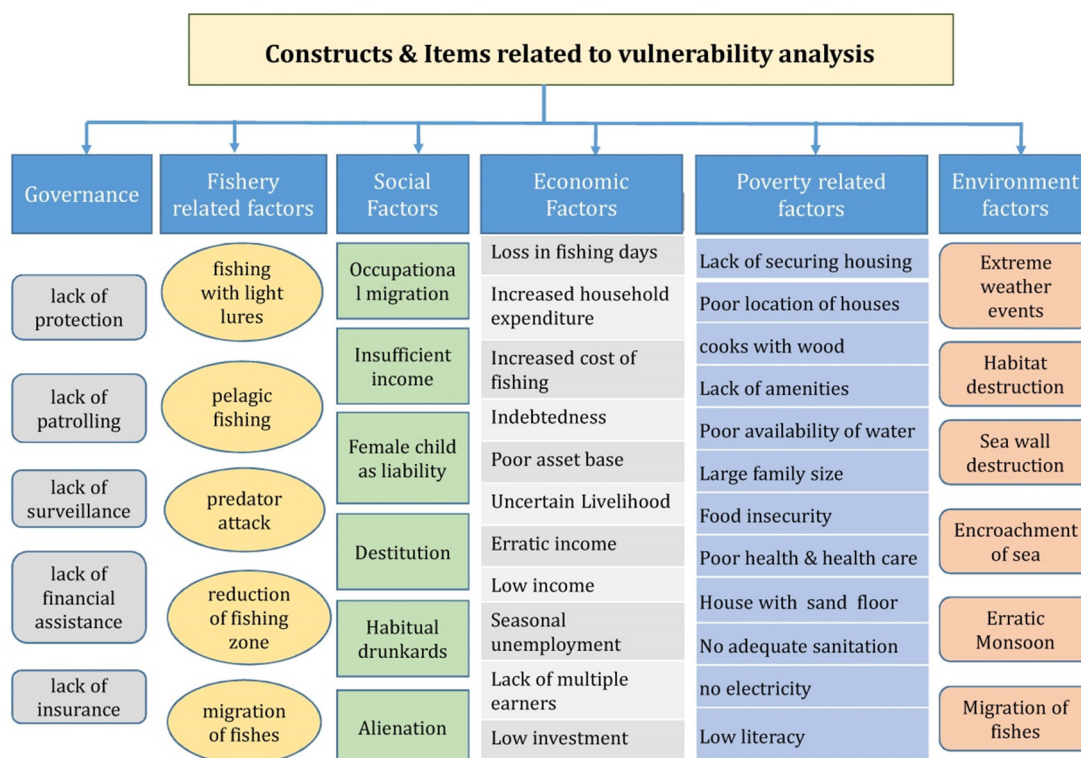 Constructs & Items related to vulnerability analysis
Governance
lack of
protection
lack of
patrolling
lack of
surveillance
lack of
financial
assistance
lack of
insurance
Fishery
related factors
fishing
with light
lures
pelagic
fishing
predator
attack
reduction
of fishing
zone
migration
of fishes
Social
Factors
Occupationa
l migration
Insufficient
income
Female child
as liability
Destitution
Habitual
drunkards
Alienation
Economic
Factors
Loss in fishing days
Increased household
expenditure
Increased cost of
fishing
Indebtedness
Poor asset base
Uncertain Livelihood
Erratic income
Low income
Seasonal
unemployment
Lack of multiple
earners
Low investment
Poverty related
factors
Lack of securing housing
Poor location of houses
cooks with wood
Lack of amenities
Poor availability of water
Large family size
Food insecurity
Poor health & health care
House with sand floor
No adequate sanitation
no electricity
Low literacy
Environment
factors
Extreme
weather
events
Habitat
destruction
Sea wall
destruction
Encroachment
of sea
Erratic
Monsoon
Migration of
fishes